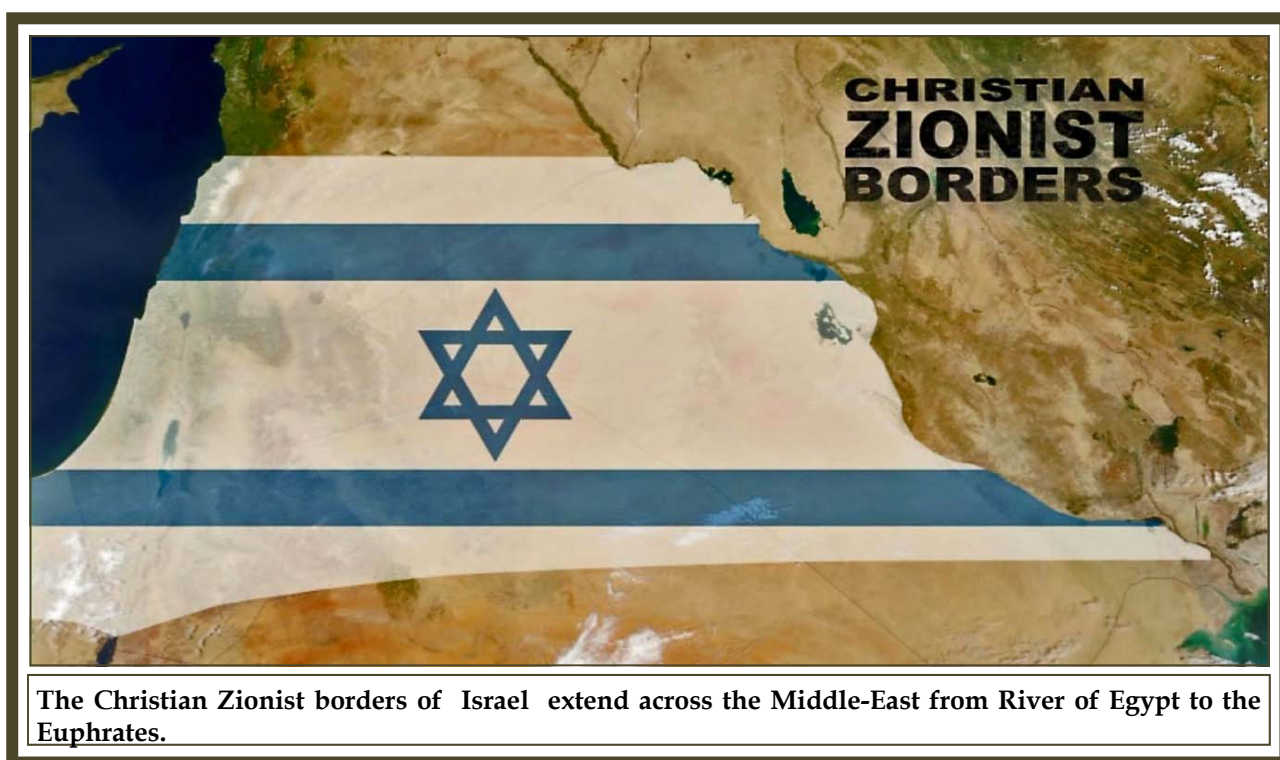 CHRISTIAN
ZIONIST
BORDERS
The Christian Zionist borders of Israel extend across the Middle-East from River of Egypt to the
Euphrates.